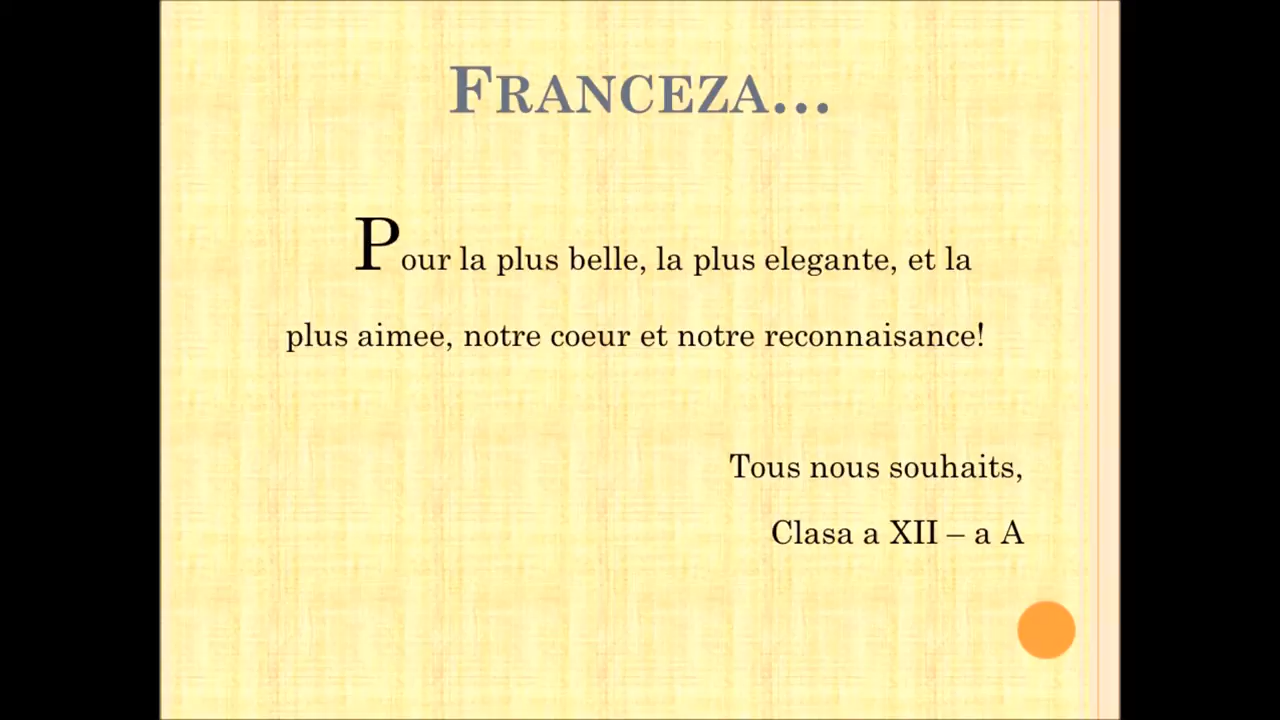 FRANCEZA...
Pour la plus belle, la plus elegante, et la
plus aimee, notre coeur et notre reconnaisance!
Tous nous souhaits,
Clasa a XII – a A